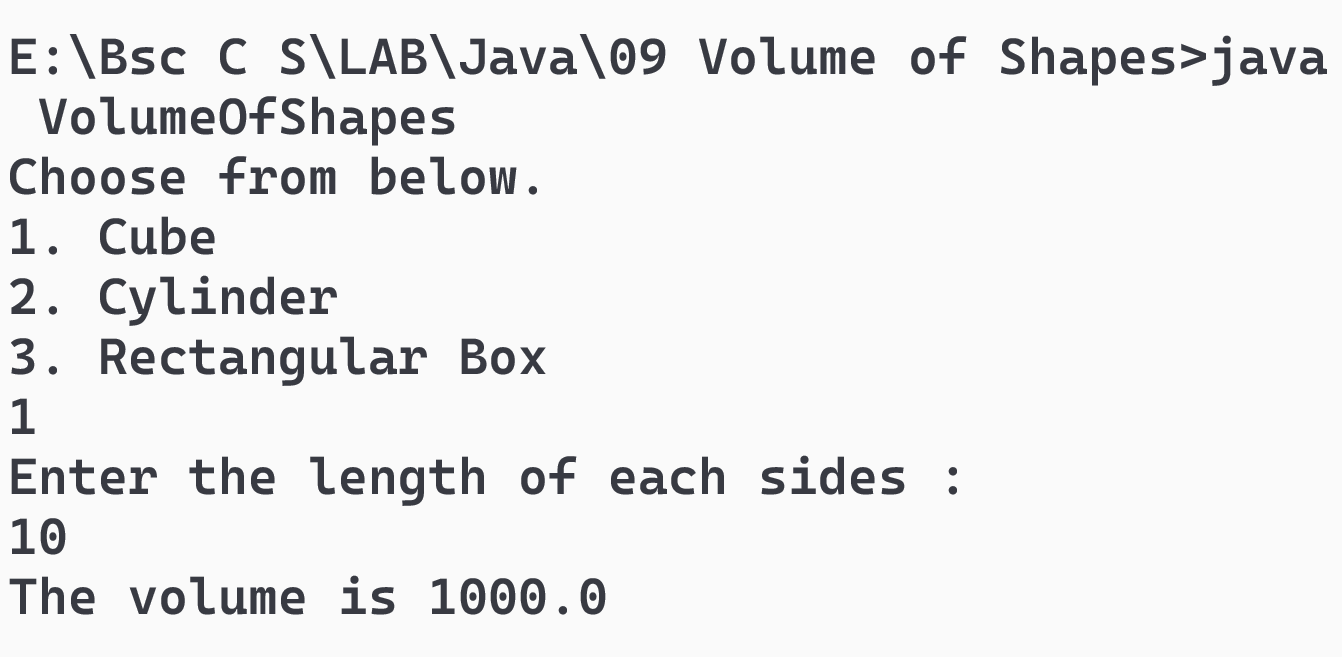 E:\Bsc C S\LAB\Java\09 Volume of Shapes>java
 VolumeOfShapes
Choose from below.
1. Cube
2. Cylinder
3. Rectangular Box
1
Enter the length of each sides :
10
The volume is 1000.0